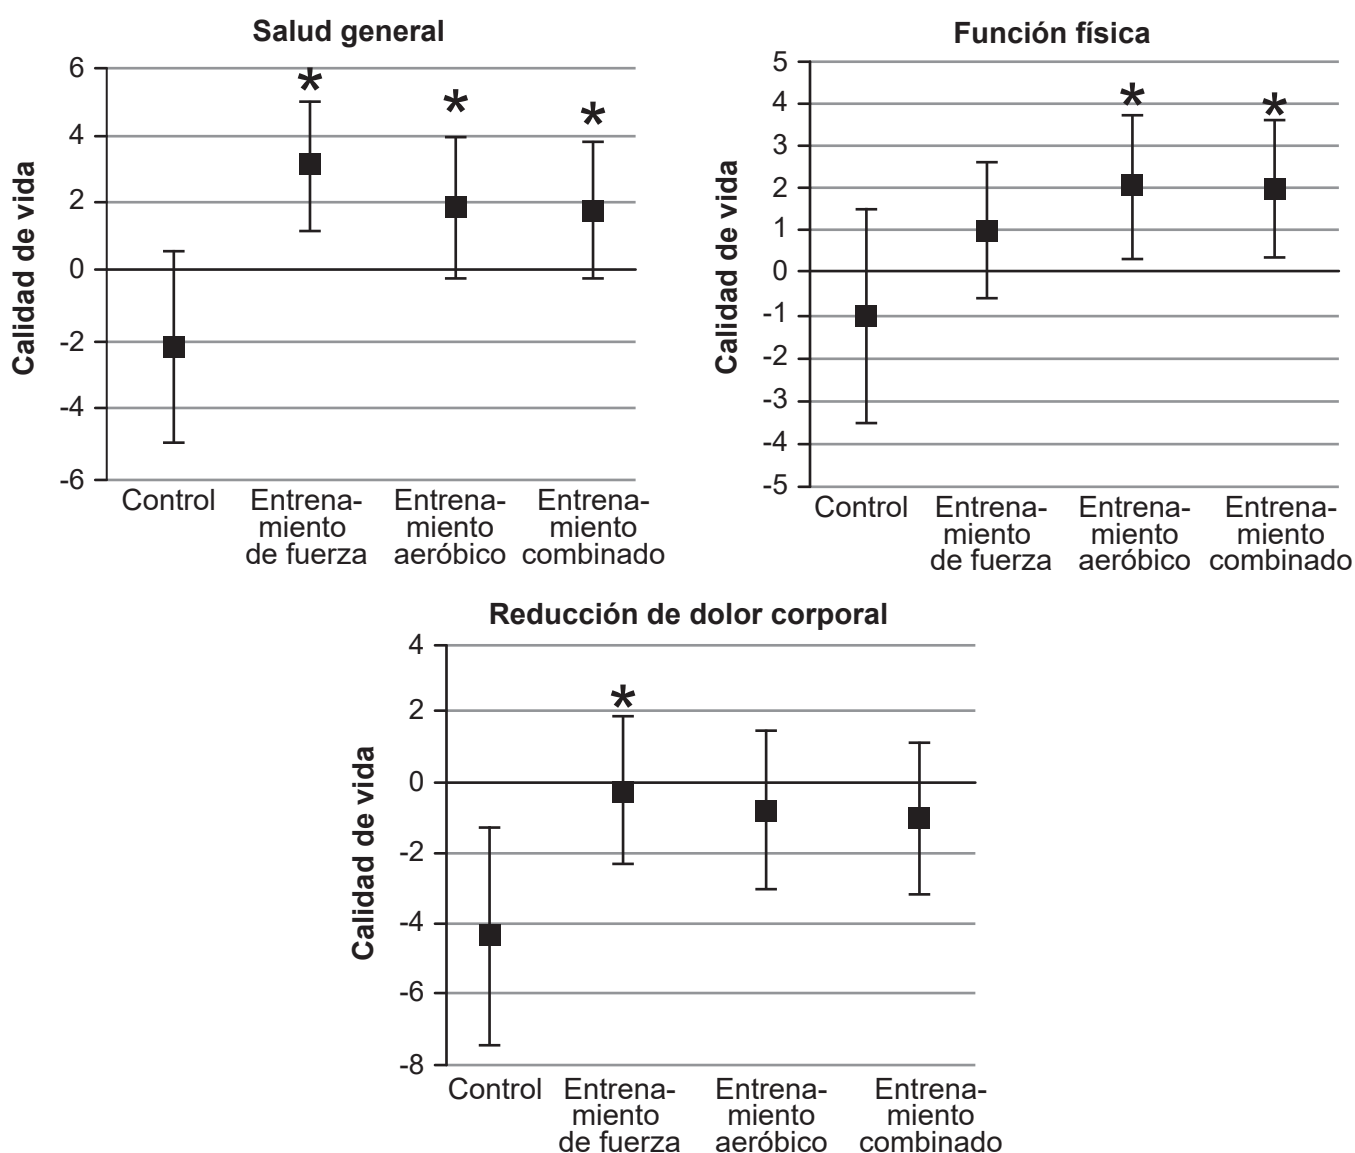 Salud general
Calidad de vida
6
4
2
0
-2
-4
-6
*
*
*
Control
Entrena-
miento
de fuerza
Entrena-
miento
aeróbico
Entrena-
miento
combinado
Función física
Calidad de vida
5
4
3
2
1
0
-1
-2
-3
-4
-5
*
*
Control
Entrena-
miento
de fuerza
Entrena-
miento
aeróbico
Entrena-
miento
combinado
Reducción de dolor corporal
Calidad de vida
4
2
0
-2
-4
-6
-8
*
Control
Entrena-
miento
de fuerza
Entrena-
miento
aeróbico
Entrena-
miento
combinado